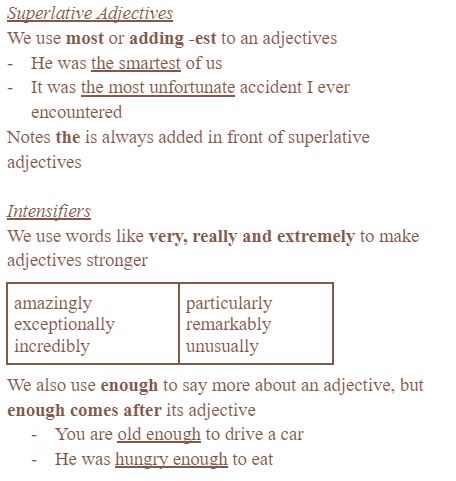 Superlative Adjectives
We use most or adding -est to an adjectives
- He was the smartest of us
- It was the most unfortunate accident I ever
encountered
Notes the is always added in front of superlative
adjectives
Intensifiers
We use words like very, really and extremely to make
adjectives stronger
amazingly
exceptionally
incredibly
particularly
remarkably
unusually
We also use enough to say more about an adjective, but
enough comes after its adjective
- You are old enough to drive a car
- He was hungry enough to eat